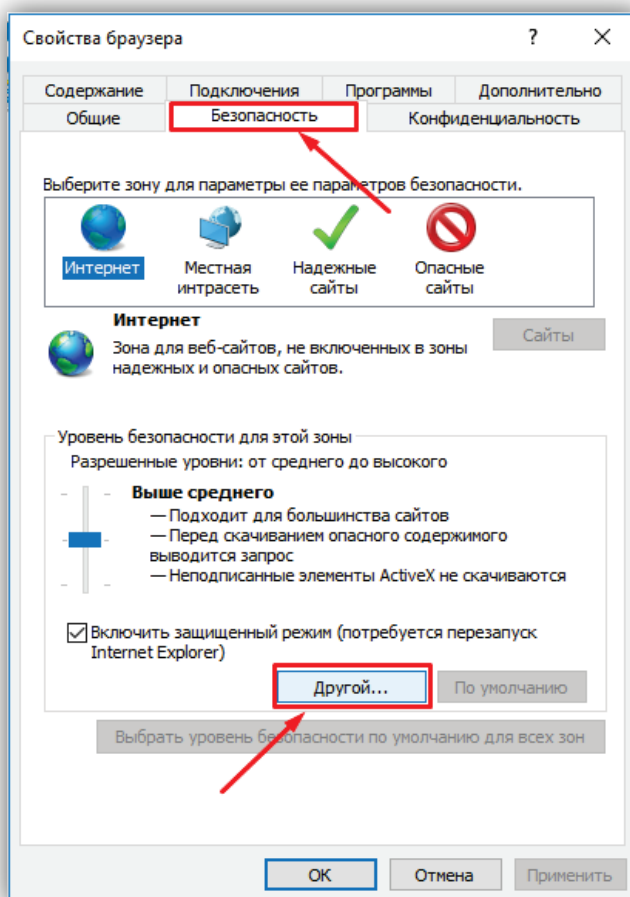 Свойства браузера ? ×
Содержание Подключения Программы Дополнительно
Общие Безопасность Конфиденциальность
Выберите зону для параметры ее параметров безопасности.
Интернет Местная интрасеть Надежные сайты Опасные сайты
Интернет
Зона для веб-сайтов, не включенных в зоны
надежных и опасных сайтов.
Сайты
Уровень безопасности для этой зоны
Разрешенные уровни: от среднего до высокого
Выше среднего
— Подходит для большинства сайтов
— Перед скачиванием опасного содержимого
выводится запрос
— Неподписанные элементы ActiveX не скачиваются
Включить защищенный режим (потребуется перезапуск
Internet Explorer)
Другой... По умолчанию
Выбрать уровень безопасности по умолчанию для всех зон
ОК Отмена Применить